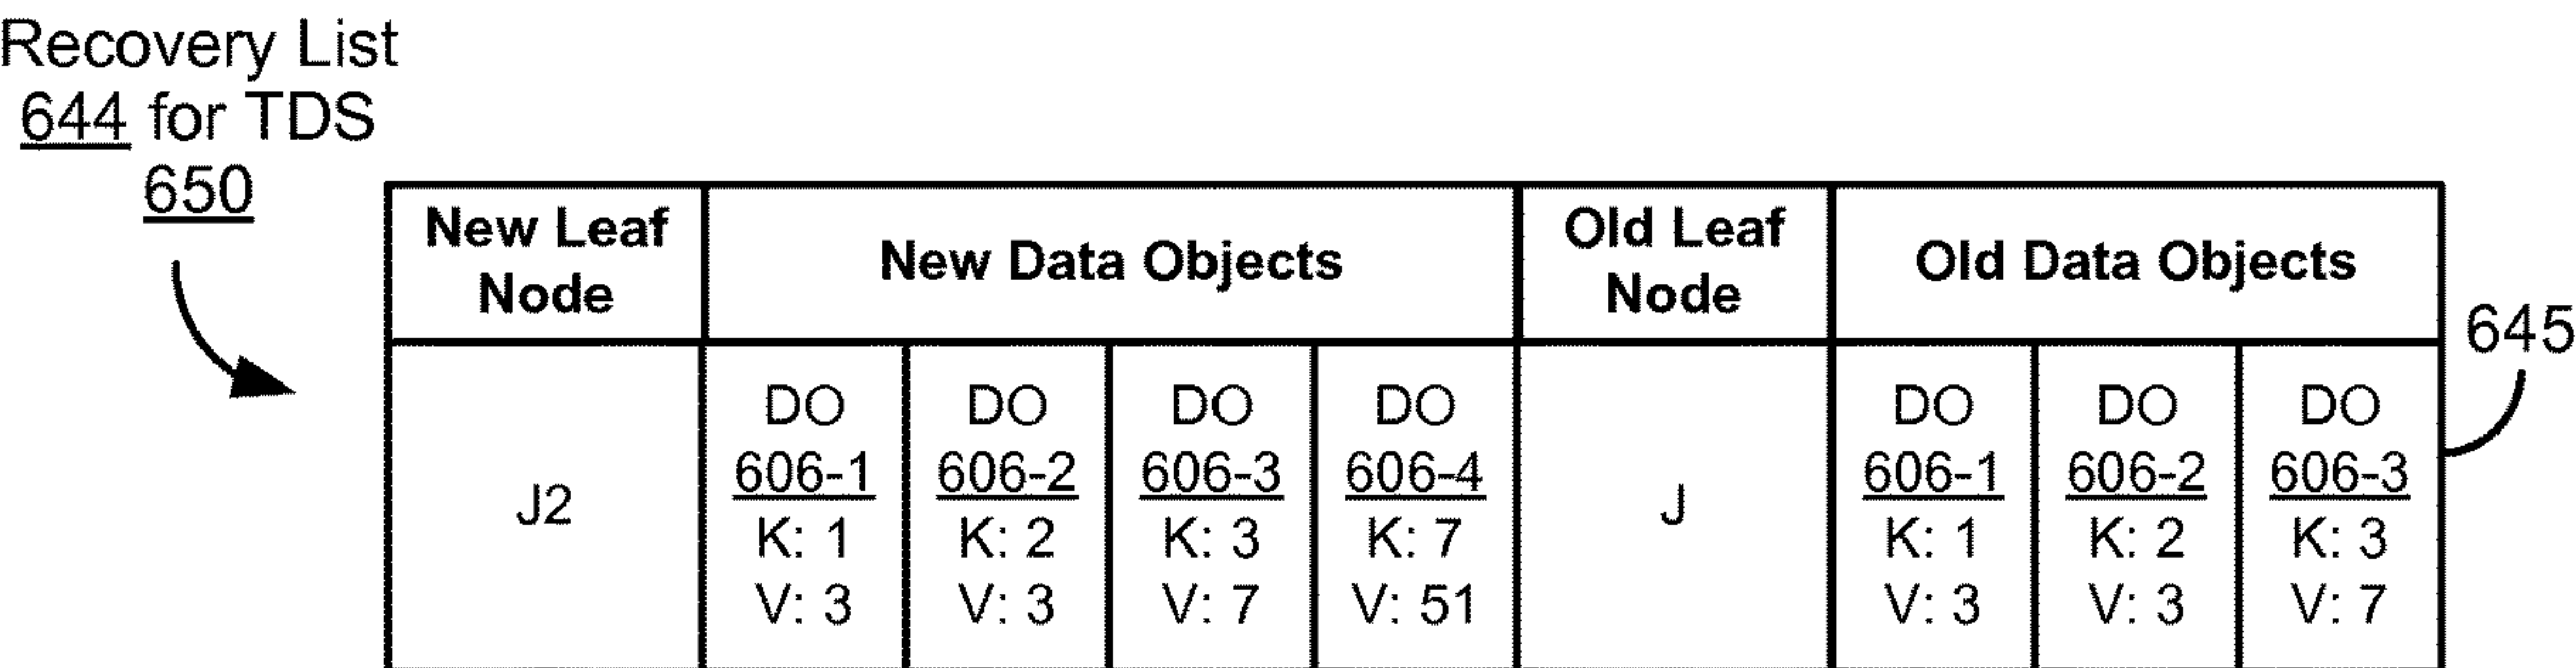 Recovery List
644 for TDS
650
New Leaf
Node
New Data Objects
Old Leaf
Node
Old Data Objects
645
J2
DO
606-1
K: 1
V: 3
DO
606-2
K: 2
V: 3
DO
606-3
K: 3
V: 7
DO
606-4
K: 7
V: 51
J
DO
606-1
K: 1
V: 3
DO
606-2
K: 2
V: 3
DO
606-3
K: 3
V: 7